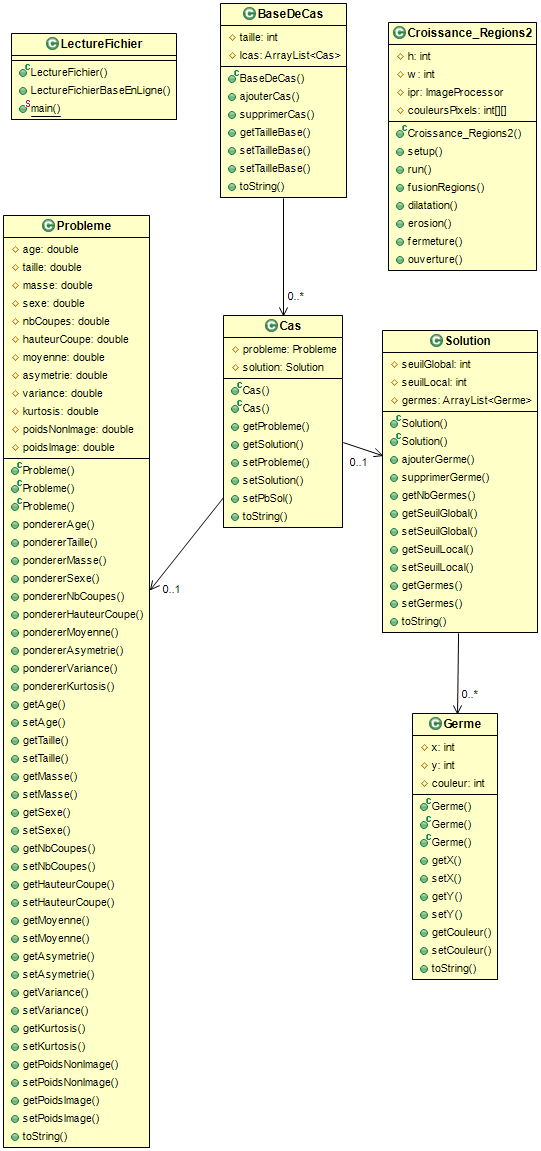 LectureFichier
LectureFichier()
LectureFichierBaseEnLigne()
main()
BaseDeCas
taille: int
lcas: ArrayList<Cas>
BaseDeCas()
ajouterCas()
supprimerCas()
getTailleBase()
setTailleBase()
setTailleBase()
toString()
Croissance_Regions2
h: int
w : int
ipr: ImageProcessor
couleursPixels: int[][]
Croissance_Regions2()
setup()
run()
fusionRegions()
dilatation()
erosion()
fermeture()
ouverture()
Probleme
age: double
taille: double
masse: double
sexe: double
nbCoupes: double
hauteurCoupe: double
moyenne: double
asymetrie: double
variance: double
kurtosis: double
poidsNonImage: double
poidsImage: double
Probleme()
Probleme()
Probleme()
pondererAge()
pondererTaille()
pondererMasse()
pondererSexe()
pondererNbCoupes()
pondererHauteurCoupe()
pondererMoyenne()
pondererAsymetrie()
pondererVariance()
pondererKurtosis()
getAge()
setAge()
getTaille()
setTaille()
getMasse()
setMasse()
getSexe()
setSexe()
getNbCoupes()
setNbCoupes()
getHauteurCoupe()
setHauteurCoupe()
getMoyenne()
setMoyenne()
getAsymetrie()
setAsymetrie()
getVariance()
setVariance()
getKurtosis()
setKurtosis()
getPoidsNonImage()
setPoidsNonImage()
getPoidsImage()
setPoidsImage()
toString()
0..*
Cas
probleme: Probleme
solution: Solution
Cas()
Cas()
getProbleme()
getSolution()
setProbleme()
setSolution()
setPbSol()
toString()
0..1
0..1
Solution
seuilGlobal: int
seuilLocal: int
germes: ArrayList<Germe>
Solution()
Solution()
ajouterGerme()
supprimerGerme()
getNbGermes()
getSeuilGlobal()
setSeuilGlobal()
getSeuilLocal()
setSeuilLocal()
getGermes()
setGermes()
toString()
0..*
Germe
x: int
y: int
couleur: int
Germe()
Germe()
Germe()
getX()
setX()
getY()
setY()
getCouleur()
setCouleur()
toString()